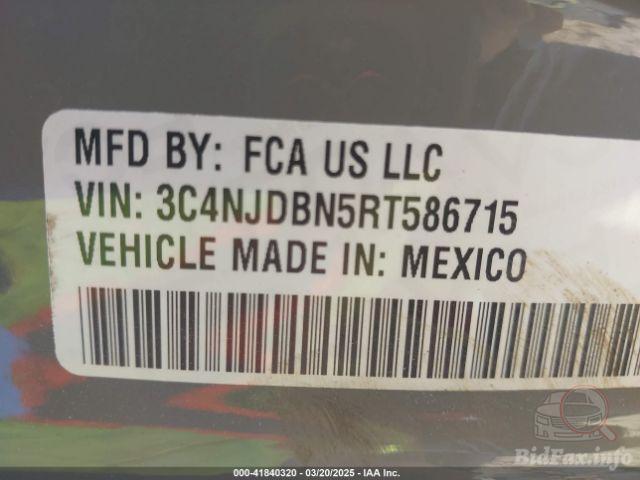 MFD BY: FCA US LLC
VIN: 3C4NJDBN5RT586715
VEHICLE MADE IN: MEXICO
BidFax.info
000-41840320 - 03/20/2025 - IAA Inc.